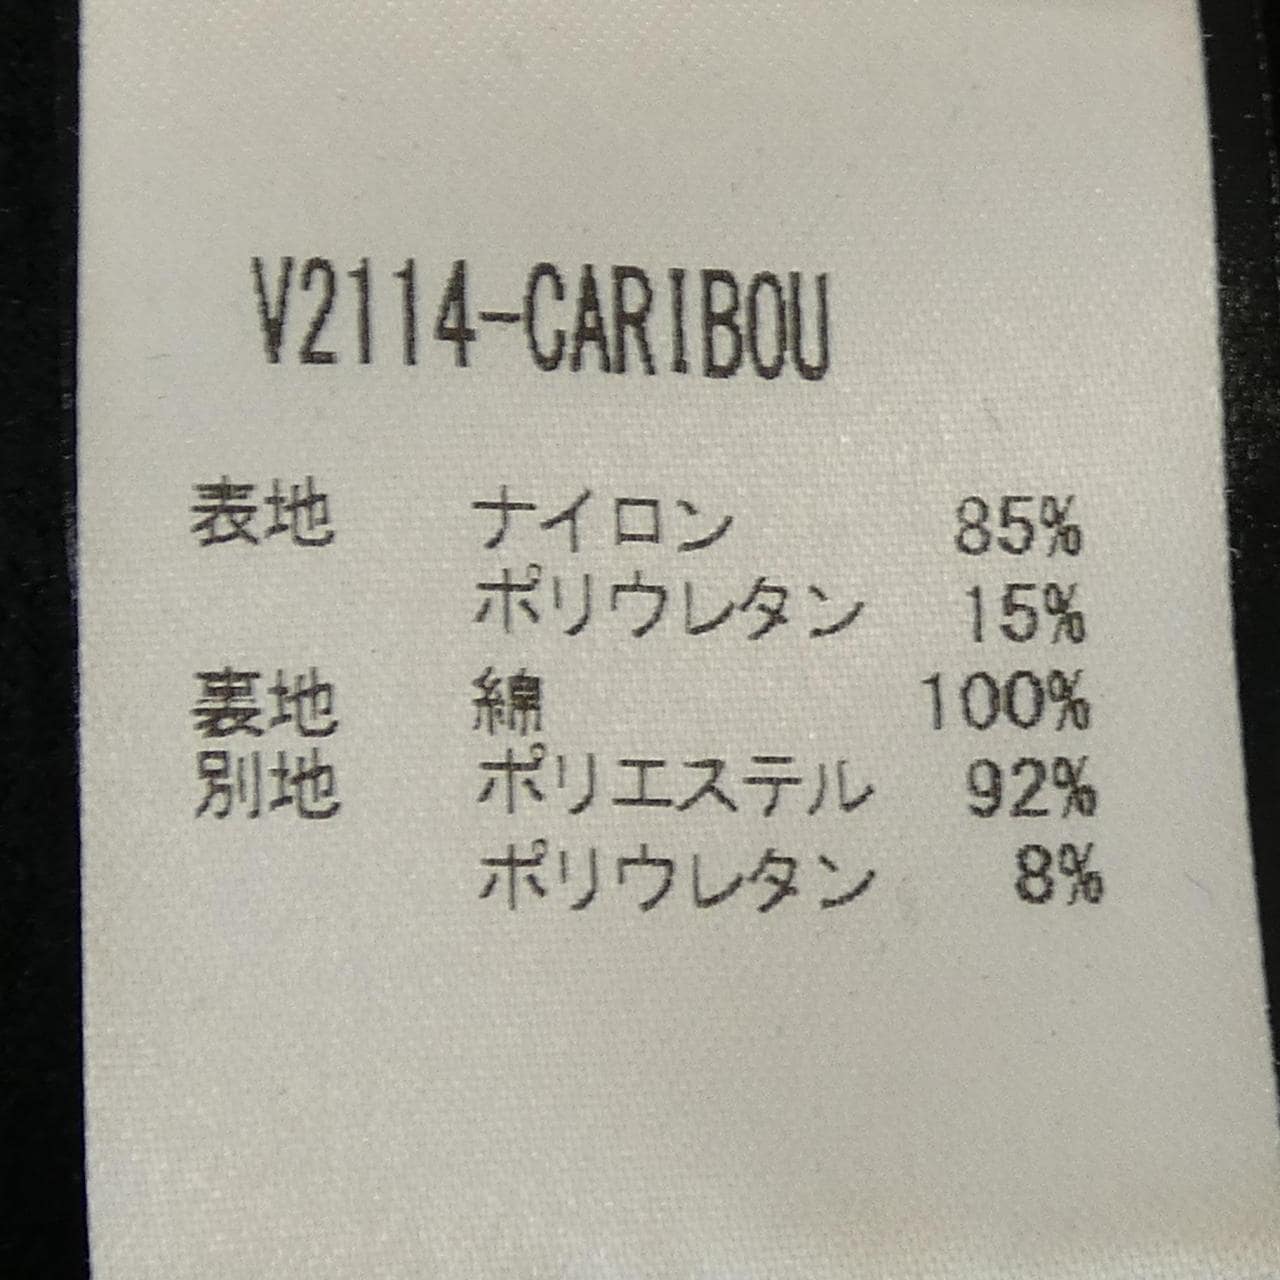 V2114-CARIBOU
表地 ナイロン 85%
ポリウレタン 15%
裏地 綿 100%
別地 ポリエステル 92%
ポリウレタン 8%